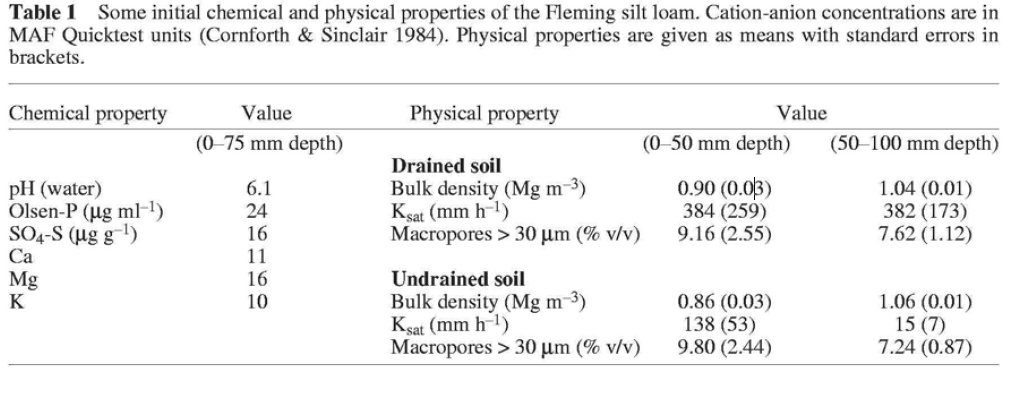 Table 1 Some initial chemical and physical properties of the Fleming silt loam. Cation-anion concentrations are in
MAF Quicktest units (Cornforth & Sinclair 1984). Physical properties are given as means with standard errors in
brackets.
Chemical property Value Physical property Value
(0–75 mm depth) (0–50 mm depth) (50–100 mm depth)
Drained soil
pH (water) 6.1 Bulk density (Mg m⁻³) 0.90 (0.03) 1.04 (0.01)
Olsen-P (µg ml⁻¹) 24 Kₛₐₜ (mm h⁻¹) 384 (259) 382 (173)
SO₄-S (µg g⁻¹) 16 Macropores > 30 µm (% v/v) 9.16 (2.55) 7.62 (1.12)
Ca 11
Mg 16 Undrained soil
K 10 Bulk density (Mg m⁻³) 0.86 (0.03) 1.06 (0.01)
Kₛₐₜ (mm h⁻¹) 138 (53) 15 (7)
Macropores > 30 µm (% v/v) 9.80 (2.44) 7.24 (0.87)